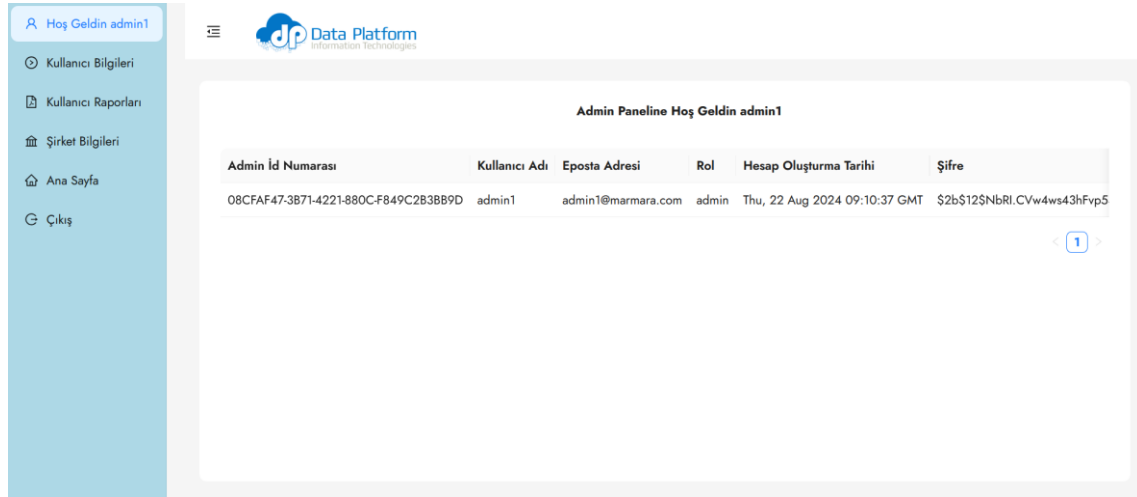 Hoş Geldin admin1
Kullanıcı Bilgileri
Kullanıcı Raporları
Şirket Bilgileri
Ana Sayfa
Çıkış
dp Data Platform
Information Technologies
Admin Paneline Hoş Geldin admin1
Admin İd Numarası Kullanıcı Adı Eposta Adresi Rol Hesap Oluşturma Tarihi Şifre
08CFAF47-3B71-4221-880C-F849C2B3BB9D admin1 admin1@marmara.com admin Thu, 22 Aug 2024 09:10:37 GMT $2b$12$NbRI.CVw4ws43hFvp5
< 1 >